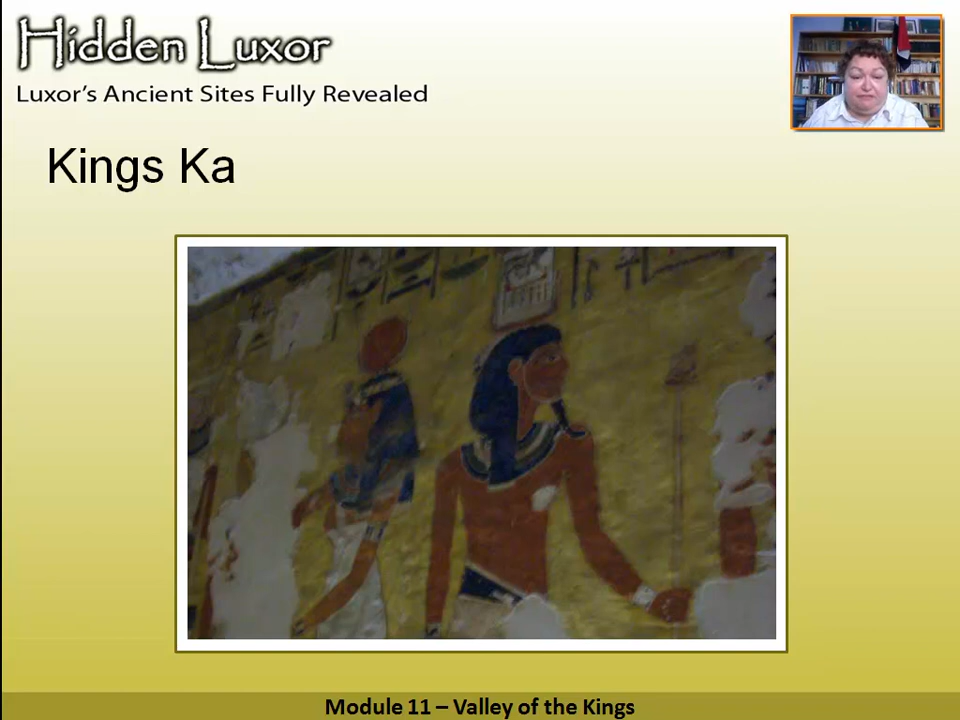 Hidden Luxor
Luxor's Ancient Sites Fully Revealed
Kings Ka
Module 11 – Valley of the Kings